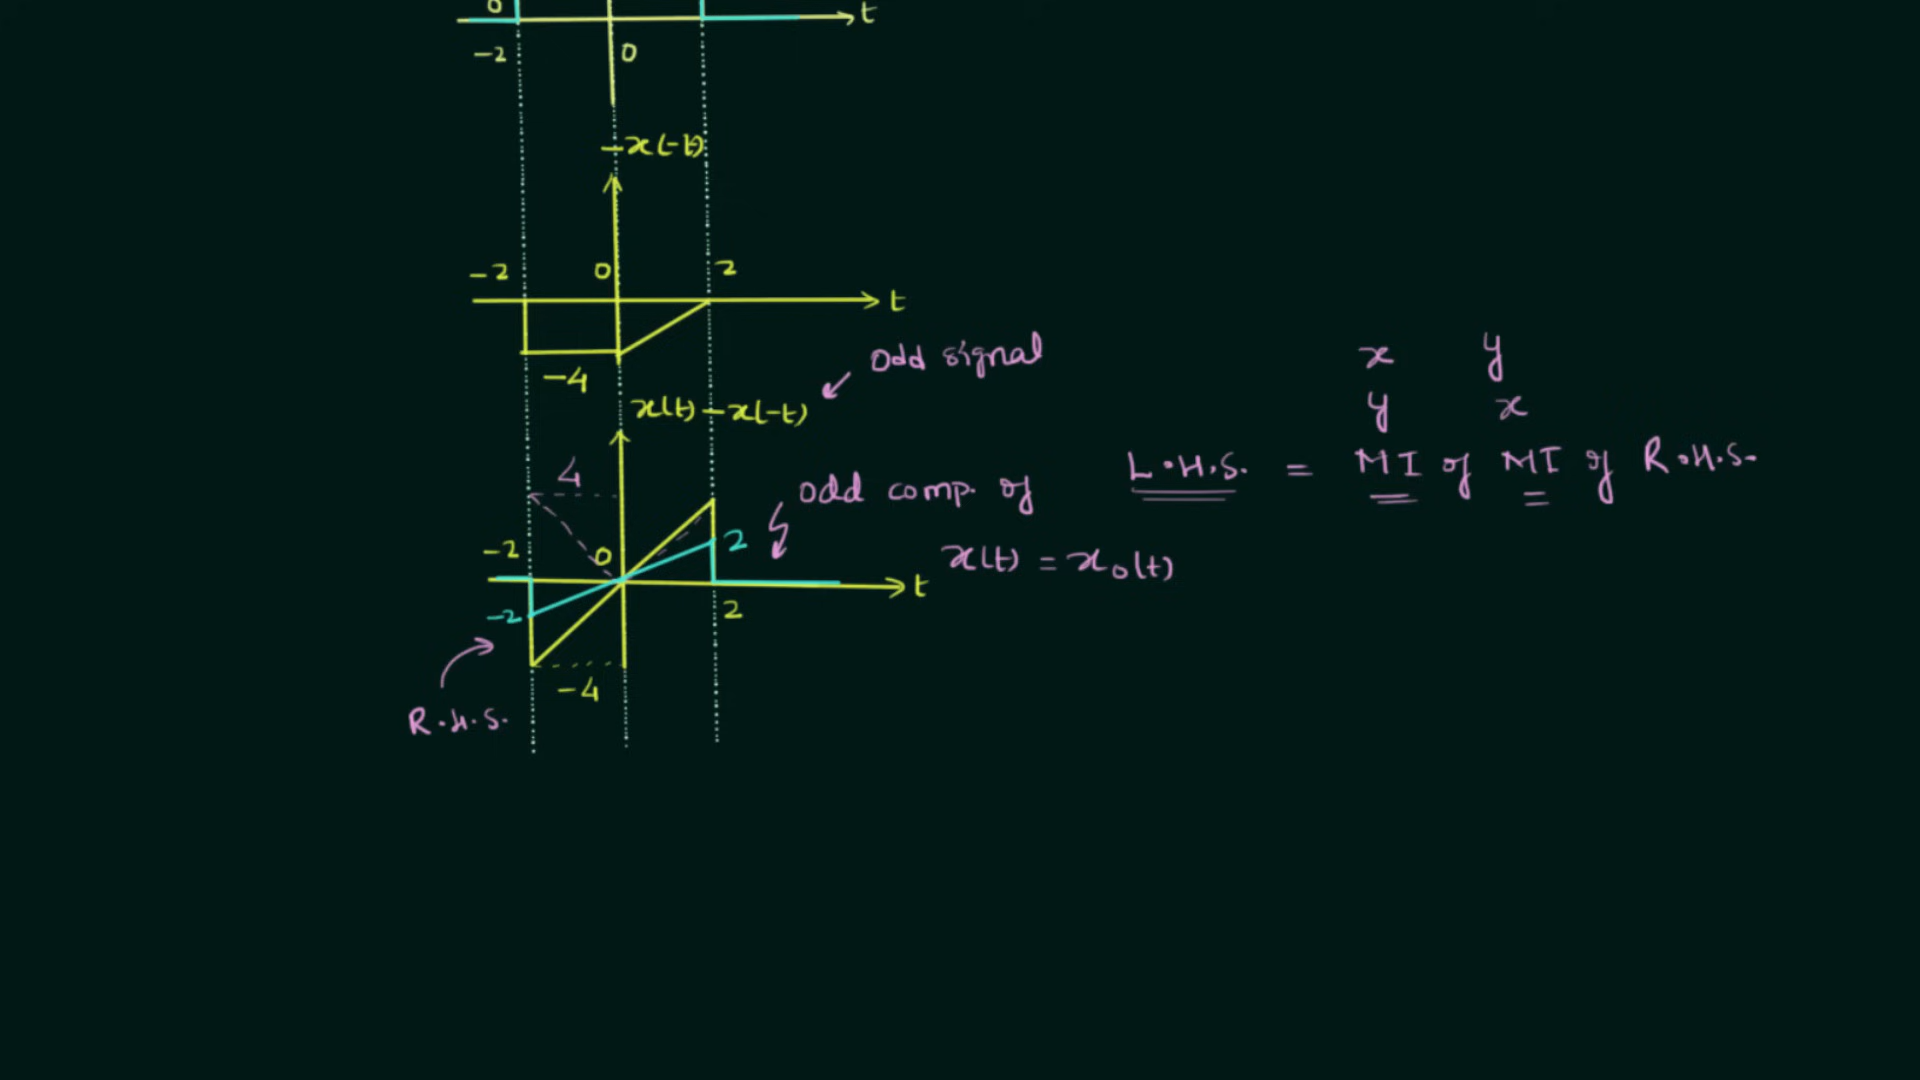 0
t
-2 0
-x(-t)
-2 0 2
t
-4
odd signal
x(t) - x(-t)
x y
y x
L.H.S. = MI of MI of R.H.S.
4
odd comp. of
-2 0 2
x(t) = x₀(t)
t
-2 2
-4
R.H.S.